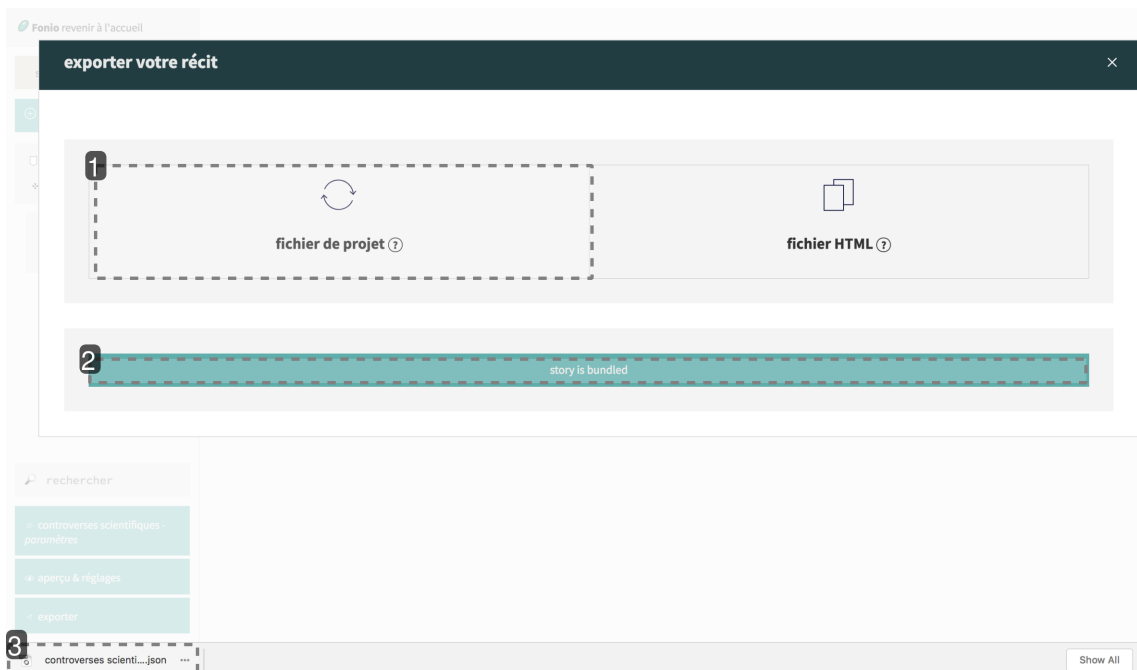 Fonio revenir à l'accueil
exporter votre récit
1
fichier de projet ?
fichier HTML ?
2
story is bundled
rechercher
controverses scientifiques -
paramètres
aperçu & réglages
exporter
3
controverses scienti....json
Show All